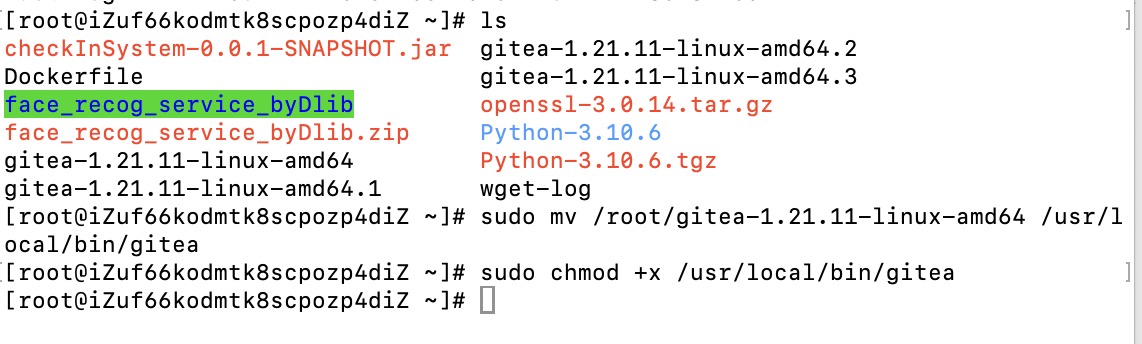 [root@iZuf66kodmtk8scpozp4diZ ~]# ls
checkInSystem-0.0.1-SNAPSHOT.jar  gitea-1.21.11-linux-amd64.2
Dockerfile                        gitea-1.21.11-linux-amd64.3
face_recog_service_byDlib         openssl-3.0.14.tar.gz
face_recog_service_byDlib.zip     Python-3.10.6
gitea-1.21.11-linux-amd64         Python-3.10.6.tgz
gitea-1.21.11-linux-amd64.1       wget-log
[root@iZuf66kodmtk8scpozp4diZ ~]# sudo mv /root/gitea-1.21.11-linux-amd64 /usr/l
ocal/bin/gitea
[root@iZuf66kodmtk8scpozp4diZ ~]# sudo chmod +x /usr/local/bin/gitea
[root@iZuf66kodmtk8scpozp4diZ ~]#